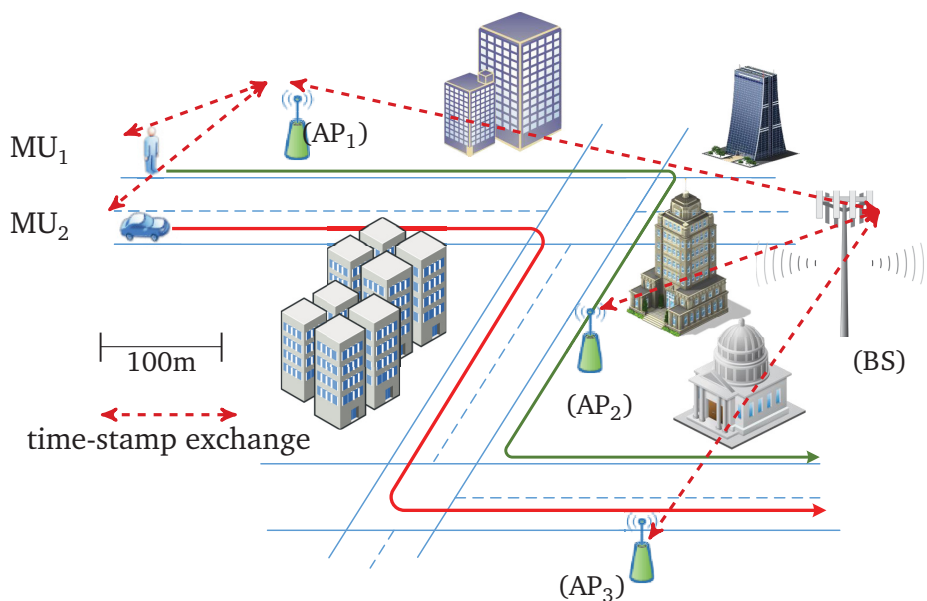 MU₁
(AP₁)
MU₂
100m
(BS)
(AP₂)
time-stamp exchange
(AP₃)